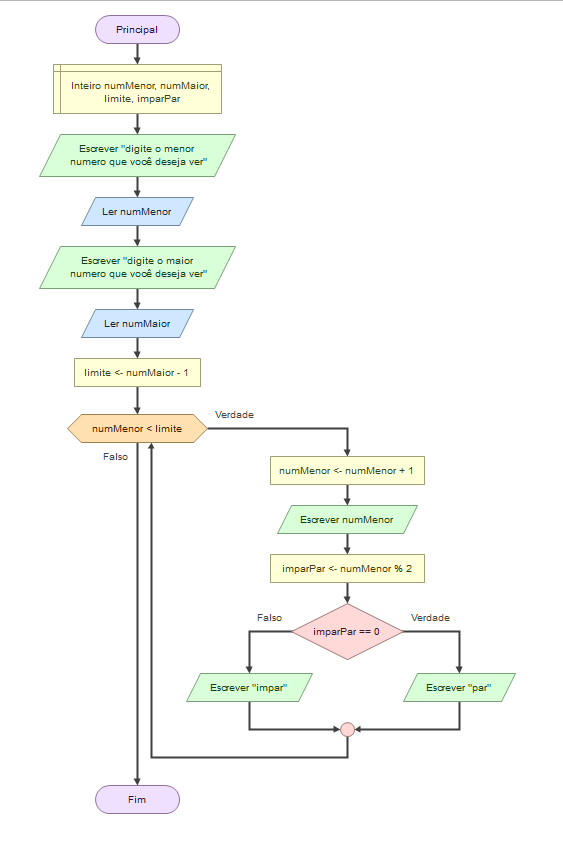 Principal
Inteiro numMenor, numMaior,
limite, imparPar
Escrever "digite o menor
numero que você deseja ver"
Ler numMenor
Escrever "digite o maior
numero que você deseja ver"
Ler numMaior
limite <- numMaior - 1
numMenor < limite
Verdade
Falso
numMenor <- numMenor + 1
Escrever numMenor
imparPar <- numMenor % 2
Falso
Verdade
imparPar == 0
Escrever "impar"
Escrever "par"
Fim